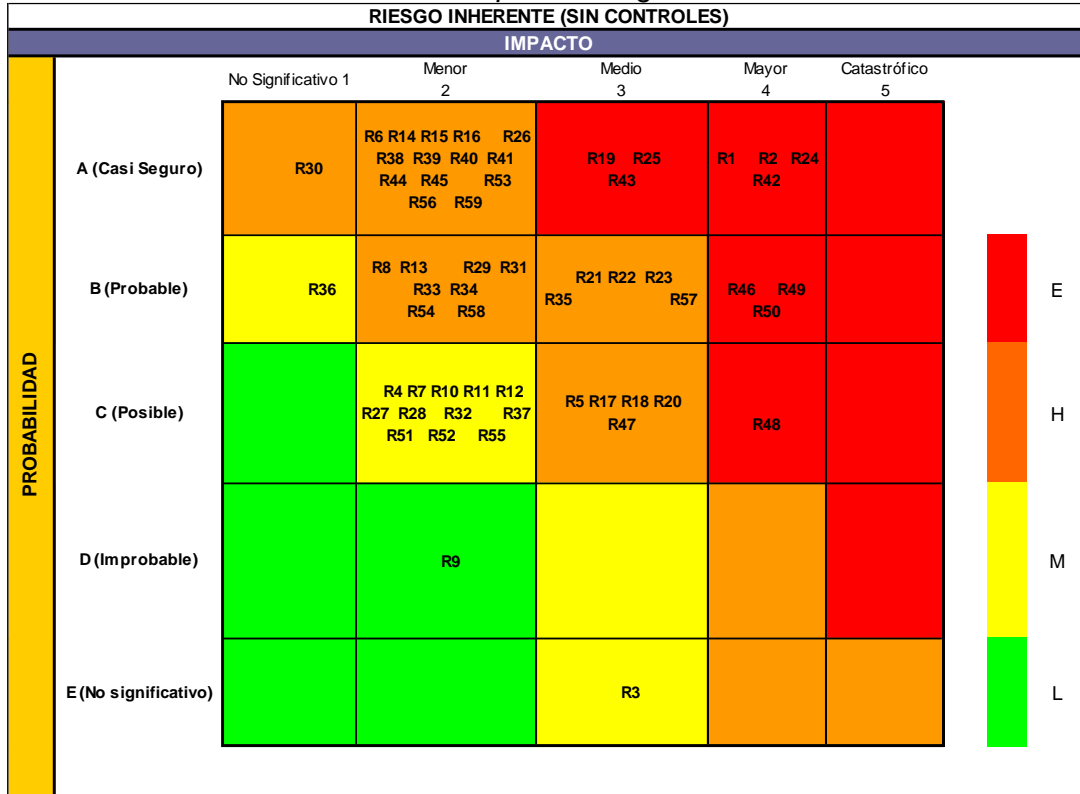 RIESGO INHERENTE (SIN CONTROLES)
IMPACTO
No Significativo 1
Menor
2
Medio
3
Mayor
4
Catastrófico
5
PROBABILIDAD
A (Casi Seguro)
R30
R6 R14 R15 R16 R26
R38 R39 R40 R41
R44 R45 R53
R56 R59
R19 R25
R43
R1 R2 R24
R42
B (Probable)
R36
R8 R13 R29 R31
R33 R34
R54 R58
R21 R22 R23
R35 R57
R46 R49
R50
E
C (Posible)
R4 R7 R10 R11 R12
R27 R28 R32 R37
R51 R52 R55
R5 R17 R18 R20
R47
R48
H
D (Improbable)
R9
M
E (No significativo)
R3
L